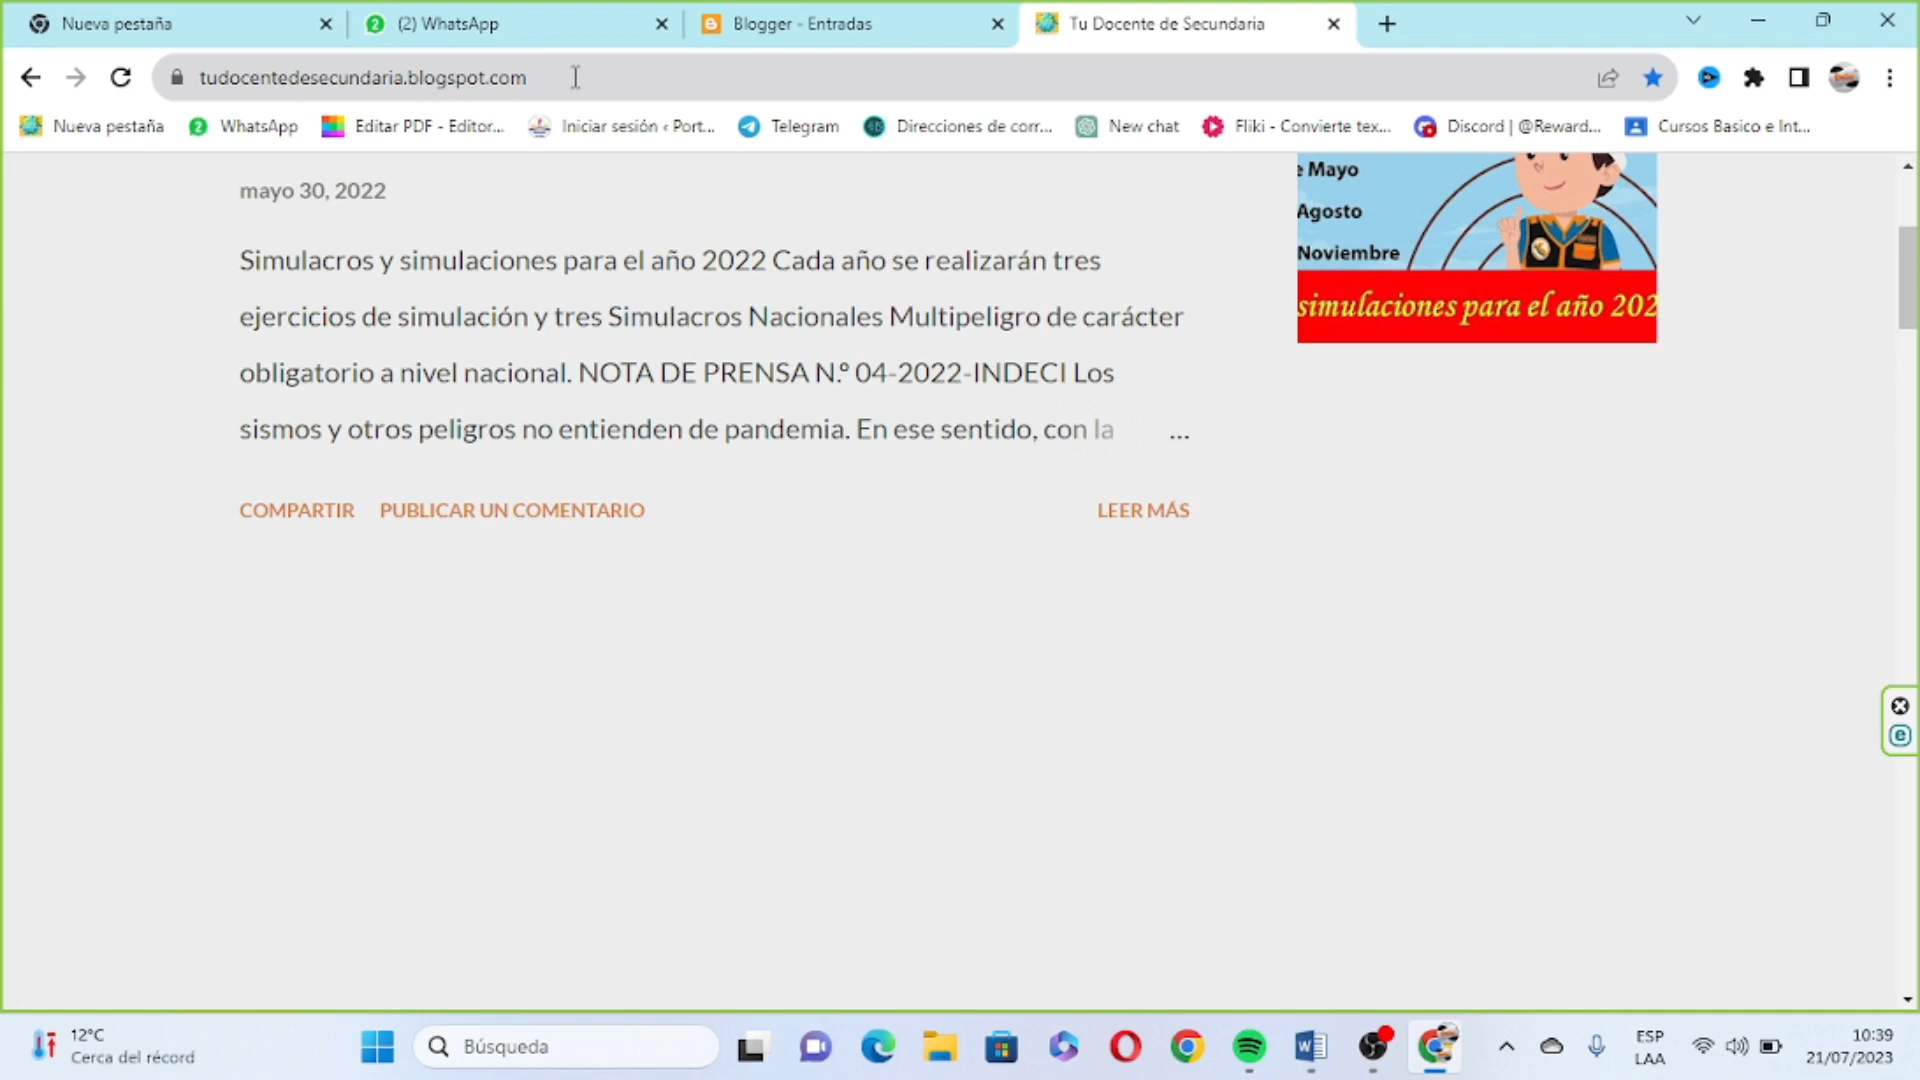 Nueva pestaña
(2) WhatsApp
Blogger - Entradas
Tu Docente de Secundaria
tudocentedesecundaria.blogspot.com
Nueva pestaña
WhatsApp
Editar PDF - Editor...
Iniciar sesión ‹ Port...
Telegram
Direcciones de corr...
New chat
Fliki - Convierte tex...
Discord | @Reward...
Cursos Basico e Int...
mayo 30, 2022
Simulacros y simulaciones para el año 2022 Cada año se realizarán tres
ejercicios de simulación y tres Simulacros Nacionales Multipeligro de carácter
obligatorio a nivel nacional. NOTA DE PRENSA N.º 04-2022-INDECI Los
sismos y otros peligros no entienden de pandemia. En ese sentido, con la ...
COMPARTIR
PUBLICAR UN COMENTARIO
LEER MÁS
e Mayo
Agosto
Noviembre
simulaciones para el año 202
12°C
Cerca del récord
Búsqueda
ESP
LAA
10:39
21/07/2023